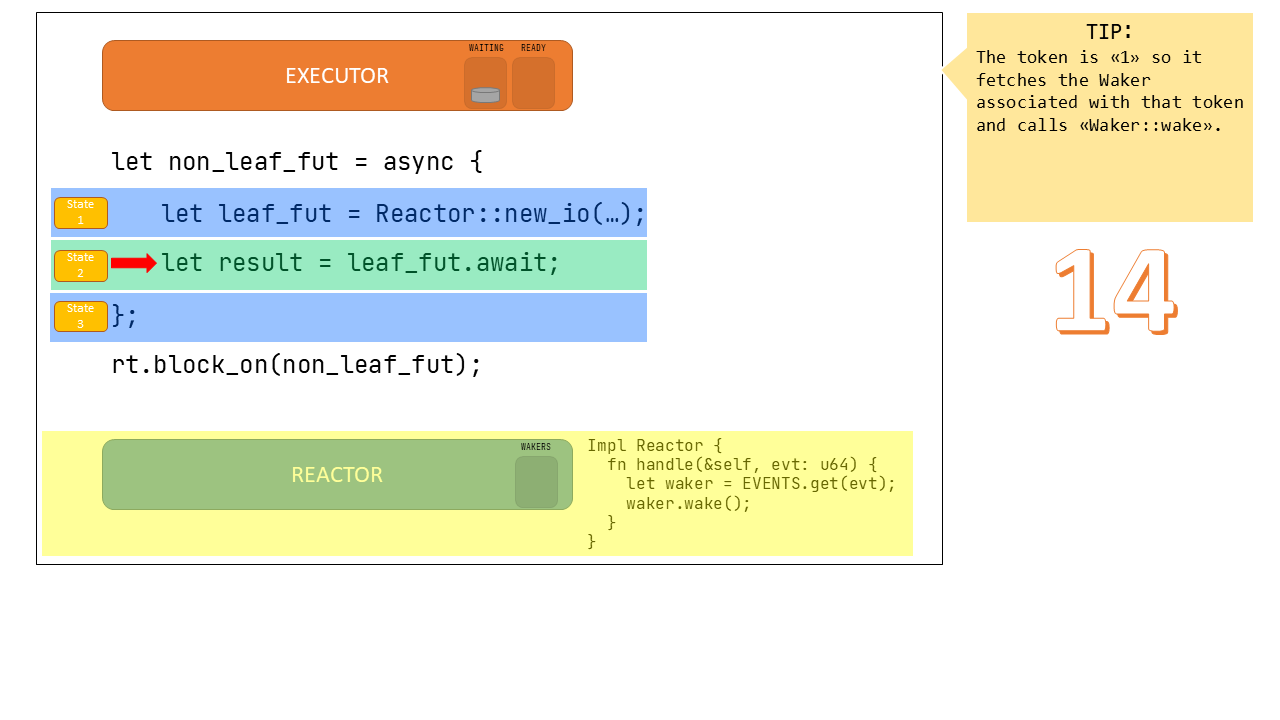 EXECUTOR
WAITING
READY
let non_leaf_fut = async {
State
1
let leaf_fut = Reactor::new_io(…);
State
2
let result = leaf_fut.await;
State
3
};
rt.block_on(non_leaf_fut);
REACTOR
WAKERS
Impl Reactor {
fn handle(&self, evt: u64) {
let waker = EVENTS.get(evt);
waker.wake();
}
}
TIP:
The token is «1» so it
fetches the Waker
associated with that token
and calls «Waker::wake».
14